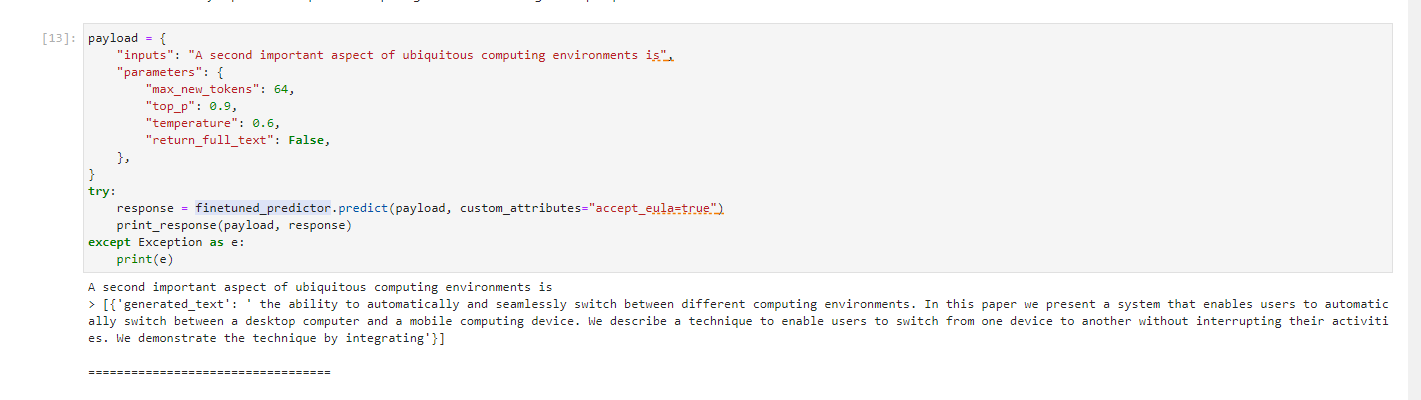 [13]: payload = {
    "inputs": "A second important aspect of ubiquitous computing environments is",
    "parameters": {
        "max_new_tokens": 64,
        "top_p": 0.9,
        "temperature": 0.6,
        "return_full_text": False,
    },
}
try:
    response = finetuned_predictor.predict(payload, custom_attributes="accept_eula=true")
    print_response(payload, response)
except Exception as e:
    print(e)
A second important aspect of ubiquitous computing environments is
> [{'generated_text': ' the ability to automatically and seamlessly switch between different computing environments. In this paper we present a system that enables users to automatic
ally switch between a desktop computer and a mobile computing device. We describe a technique to enable users to switch from one device to another without interrupting their activiti
es. We demonstrate the technique by integrating'}]
==================================